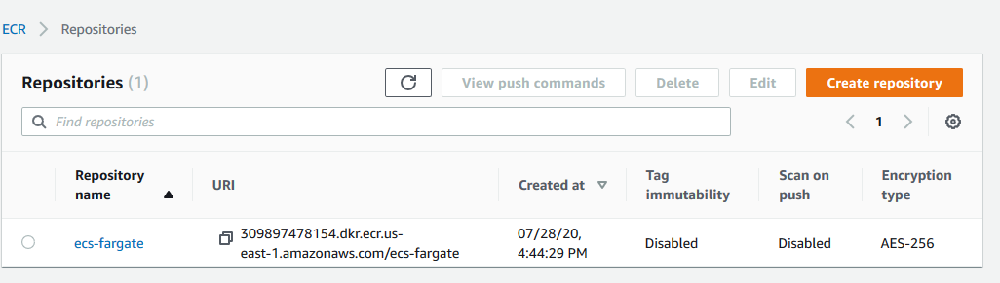 ECR > Repositories
Repositories (1)
View push commands
Delete
Edit
Create repository
Find repositories
1
Repository name
URI
Created at
Tag immutability
Scan on push
Encryption type
ecs-fargate
309897478154.dkr.ecr.us-
east-1.amazonaws.com/ecs-fargate
07/28/20,
4:44:29 PM
Disabled
Disabled
AES-256